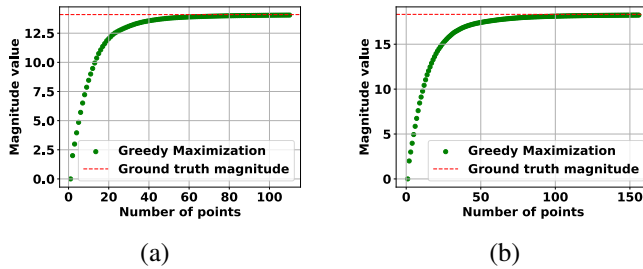 12.5
10.0
7.5
5.0
2.5
0.0
Magnitude value
Greedy Maximization
Ground truth magnitude
0 20 40 60 80 100
Number of points
(a)
15
10
5
0
Magnitude value
Greedy Maximization
Ground truth magnitude
0 50 100 150
Number of points
(b)